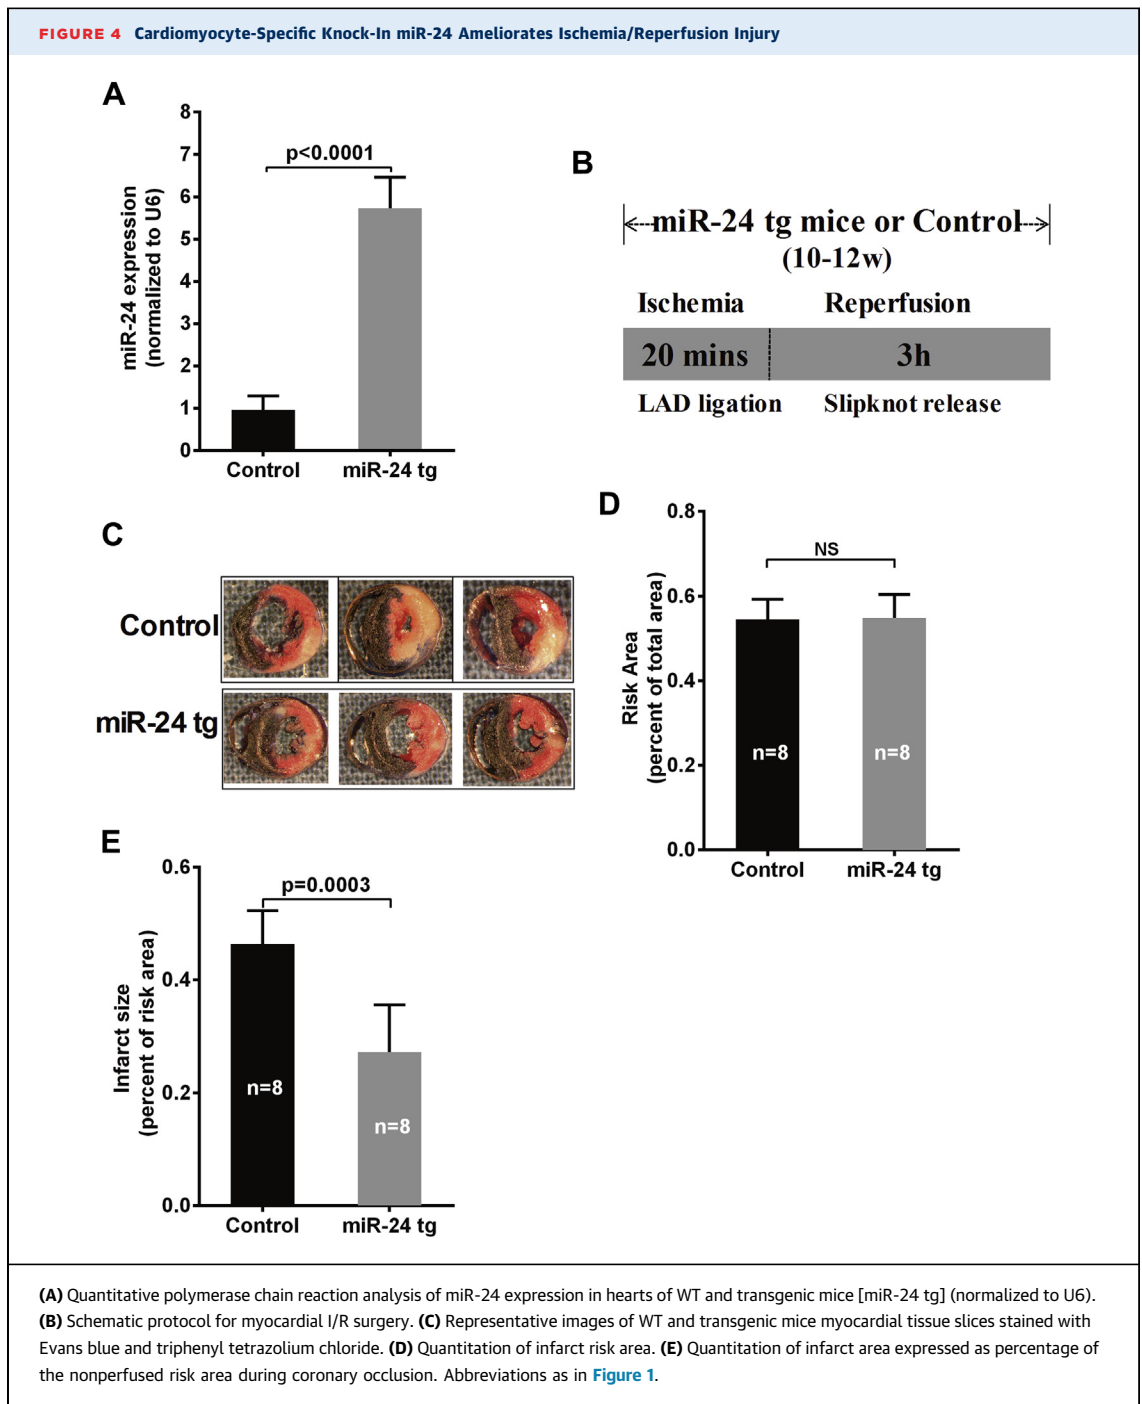 FIGURE 4 Cardiomyocyte-Specific Knock-In miR-24 Ameliorates Ischemia/Reperfusion Injury
A
miR-24 expression
(normalized to U6)
8
7
6
5
4
3
2
1
0
p<0.0001
Control
miR-24 tg
B
miR-24 tg mice or Control
(10-12w)
Ischemia
Reperfusion
20 mins
3h
LAD ligation
Slipknot release
C
Control
miR-24 tg
D
Risk Area
(percent of total area)
0.8
0.6
0.4
0.2
0.0
NS
n=8
n=8
Control
miR-24 tg
E
Infarct size
(percent of risk area)
0.6
0.4
0.2
0.0
p=0.0003
n=8
n=8
Control
miR-24 tg
(A) Quantitative polymerase chain reaction analysis of miR-24 expression in hearts of WT and transgenic mice [miR-24 tg] (normalized to U6).
(B) Schematic protocol for myocardial I/R surgery. (C) Representative images of WT and transgenic mice myocardial tissue slices stained with
Evans blue and triphenyl tetrazolium chloride. (D) Quantitation of infarct risk area. (E) Quantitation of infarct area expressed as percentage of
the nonperfused risk area during coronary occlusion. Abbreviations as in Figure 1.